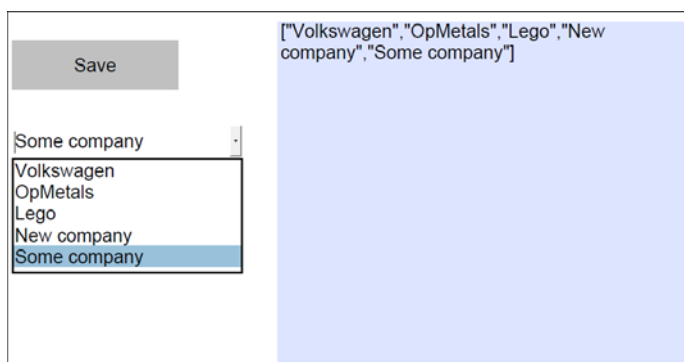 Save
Some company
Volkswagen
OpMetals
Lego
New company
Some company
["Volkswagen","OpMetals","Lego","New
company","Some company"]